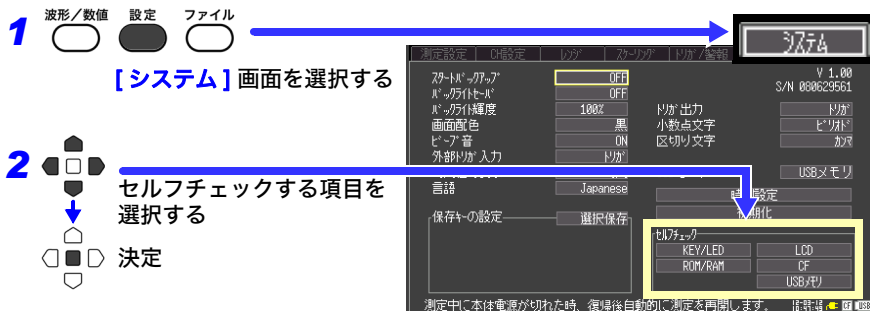 波形/数値 設定 ファイル
1
[ システム ] 画面を選択する
2
セルフチェックする項目を
選択する
決定
システム
測定設定 CH設定 レンジ スケーリング トリガ/警報
V 1.00
S/N 080629561
スタートバックアップ OFF
バックライトセーバ OFF
バックライト輝度 100%
画面配色 黒
ビープ音 ON
外部トリガ入力 トリガ
言語 Japanese
トリガ出力 トリガ
小数点文字 ピリオド
区切り文字 カンマ
USBメモリ
設定
保存キーの設定 選択保存
セルフチェック
KEY/LED LCD
ROM/RAM CF
USBメモリ
測定中に本体電源が切れた時、復帰後自動的に測定を再開します。
CF USB